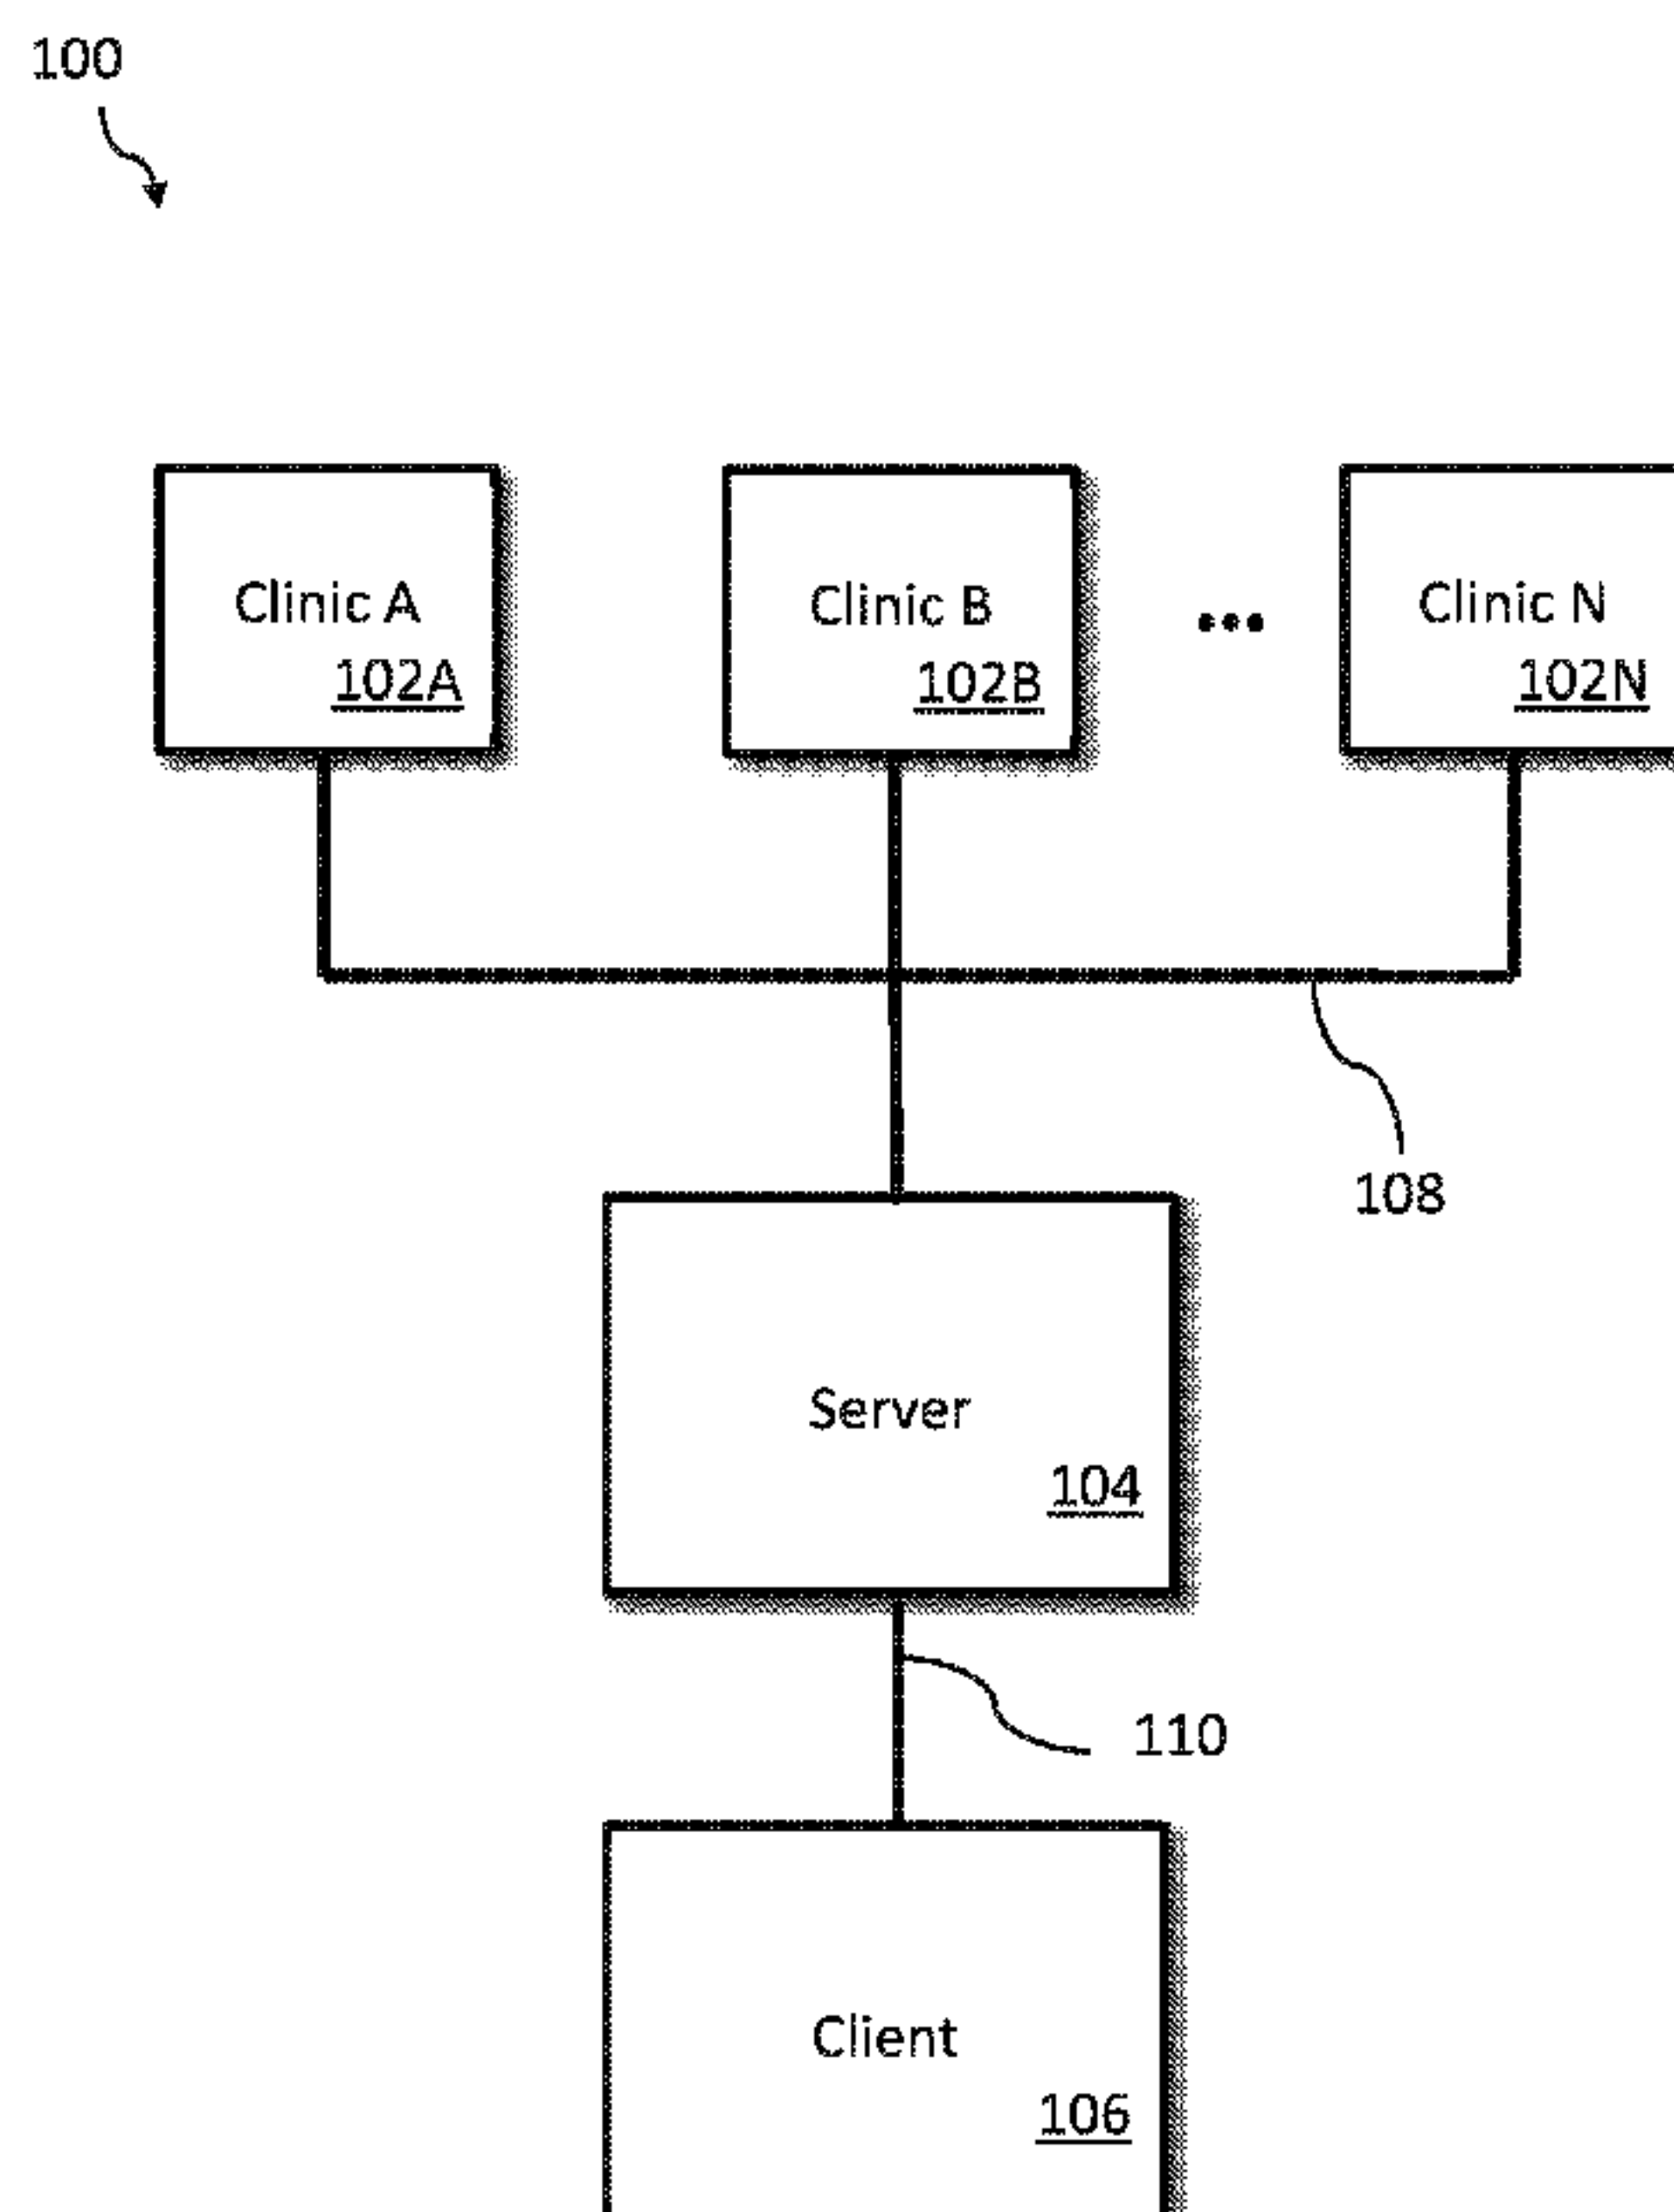 100
Clinic A
102A
Clinic B
102B
•••
Clinic N
102N
108
Server
104
110
Client
106